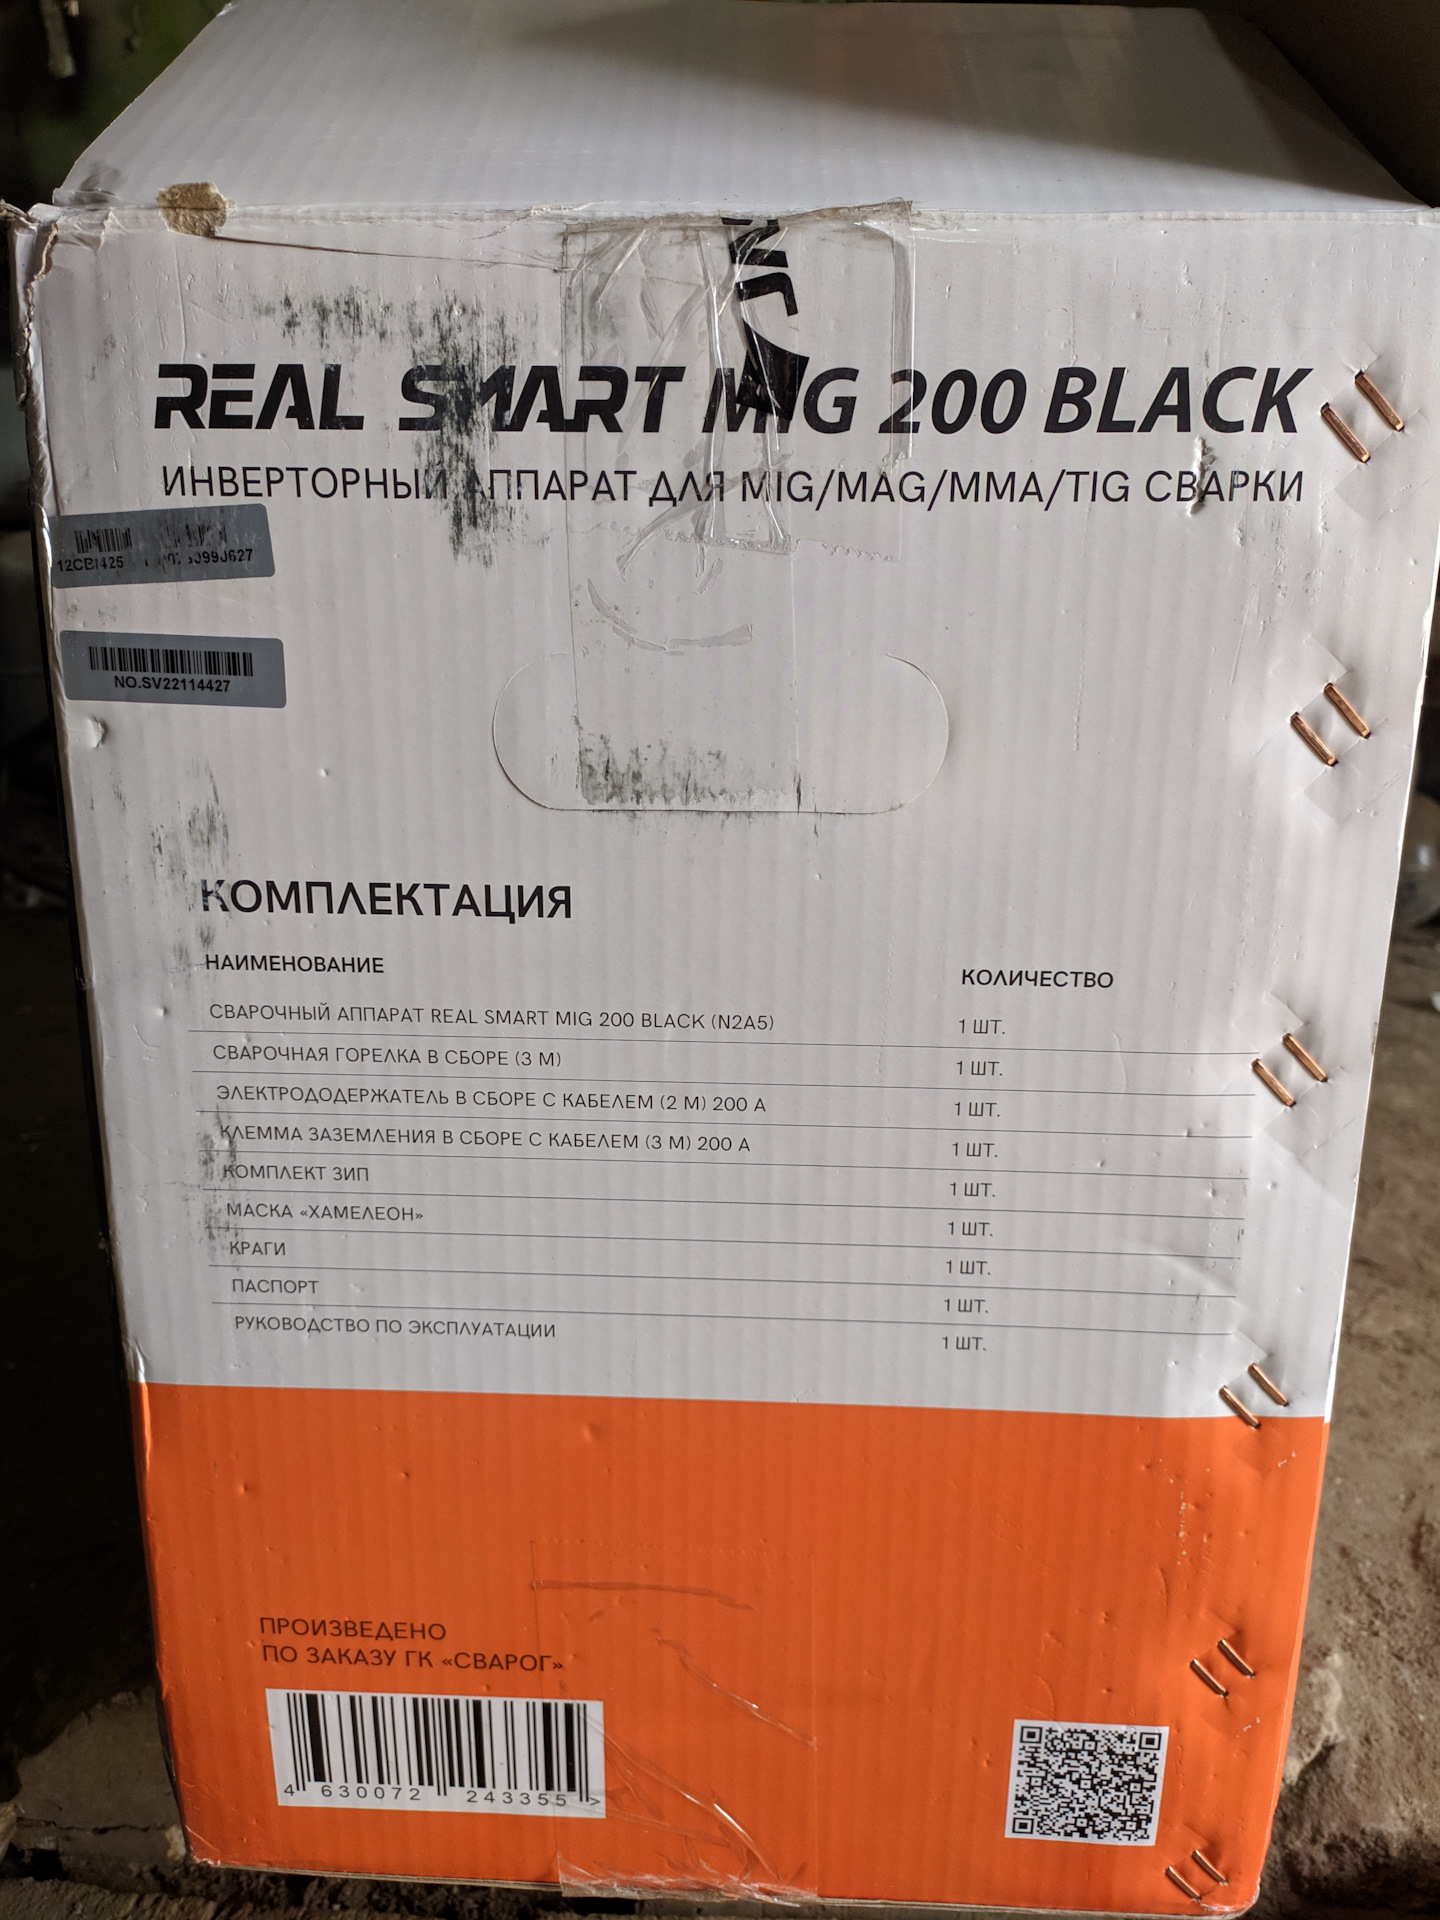 REAL SMART MIG 200 BLACK
ИНВЕРТОРНЫЙ АППАРАТ ДЛЯ MIG/MAG/MMA/TIG СВАРКИ
NO.SV22114427
КОМПЛЕКТАЦИЯ
НАИМЕНОВАНИЕ КОЛИЧЕСТВО
СВАРОЧНЫЙ АППАРАТ REAL SMART MIG 200 BLACK (N2A5) 1 ШТ.
СВАРОЧНАЯ ГОРЕЛКА В СБОРЕ (3 М) 1 ШТ.
ЭЛЕКТРОДОДЕРЖАТЕЛЬ В СБОРЕ С КАБЕЛЕМ (2 М) 200 А 1 ШТ.
КЛЕММА ЗАЗЕМЛЕНИЯ В СБОРЕ С КАБЕЛЕМ (3 М) 200 А 1 ШТ.
КОМПЛЕКТ ЗИП 1 ШТ.
МАСКА «ХАМЕЛЕОН» 1 ШТ.
КРАГИ 1 ШТ.
ПАСПОРТ 1 ШТ.
РУКОВОДСТВО ПО ЭКСПЛУАТАЦИИ 1 ШТ.
ПРОИЗВЕДЕНО
ПО ЗАКАЗУ ГК «СВАРОГ»
4 630072 243355 >